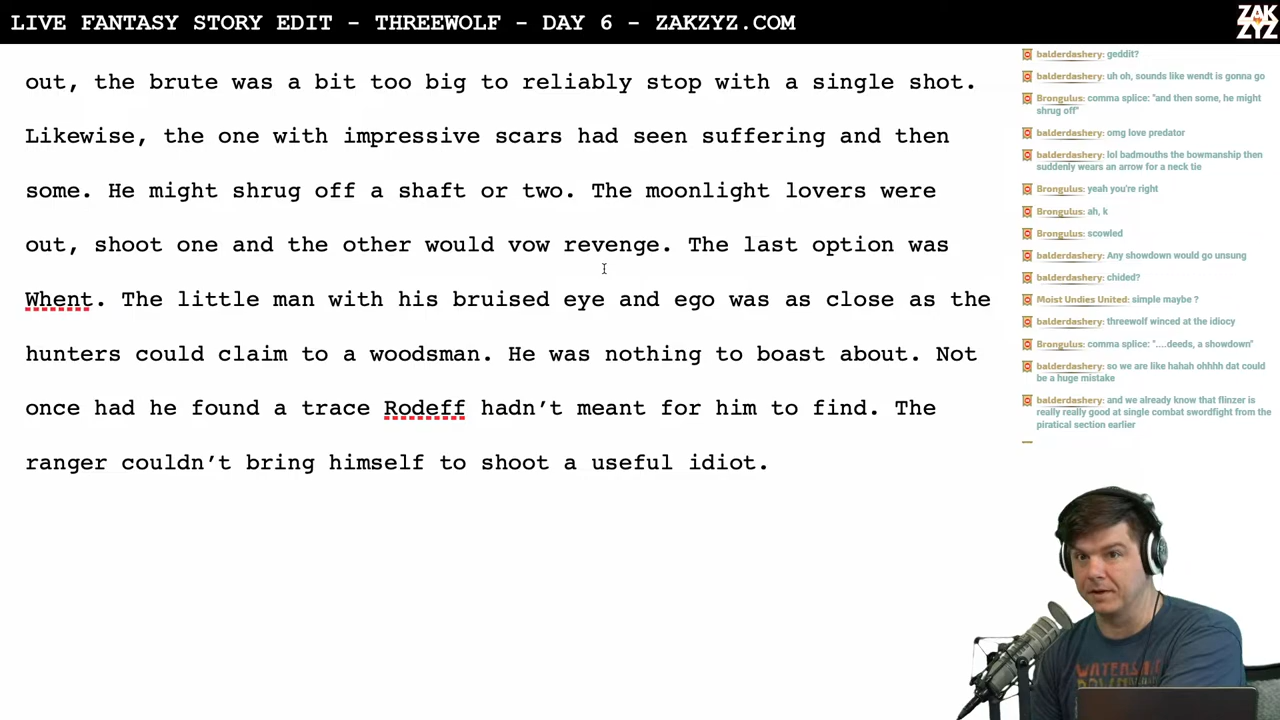 LIVE FANTASY STORY EDIT - THREEWOLF - DAY 6 - ZAKZYZ.COM
ZAK
ZYZ
out, the brute was a bit too big to reliably stop with a single shot.
Likewise, the one with impressive scars had seen suffering and then
some. He might shrug off a shaft or two. The moonlight lovers were
out, shoot one and the other would vow revenge. The last option was
Whent. The little man with his bruised eye and ego was as close as the
hunters could claim to a woodsman. He was nothing to boast about. Not
once had he found a trace Rodeff hadn’t meant for him to find. The
ranger couldn’t bring himself to shoot a useful idiot.
balderdashery: geddit?
balderdashery: uh oh, sounds like wendt is gonna go
Brongulus: comma splice: "and then some, he might
shrug off"
balderdashery: omg love predator
balderdashery: lol badmouths the bowmanship then
suddenly wears an arrow for a neck tie
Brongulus: yeah you're right
Brongulus: ah, k
Brongulus: scowled
balderdashery: Any showdown would go unsung
balderdashery: chided?
Moist Undies United: simple maybe ?
balderdashery: threewolf winced at the idiocy
Brongulus: comma splice: "....deeds, a showdown"
balderdashery: so we are like hahah ohhhh dat could
be a huge mistake
balderdashery: and we already know that flinzer is
really really good at single combat swordfight from the
piratical section earlier